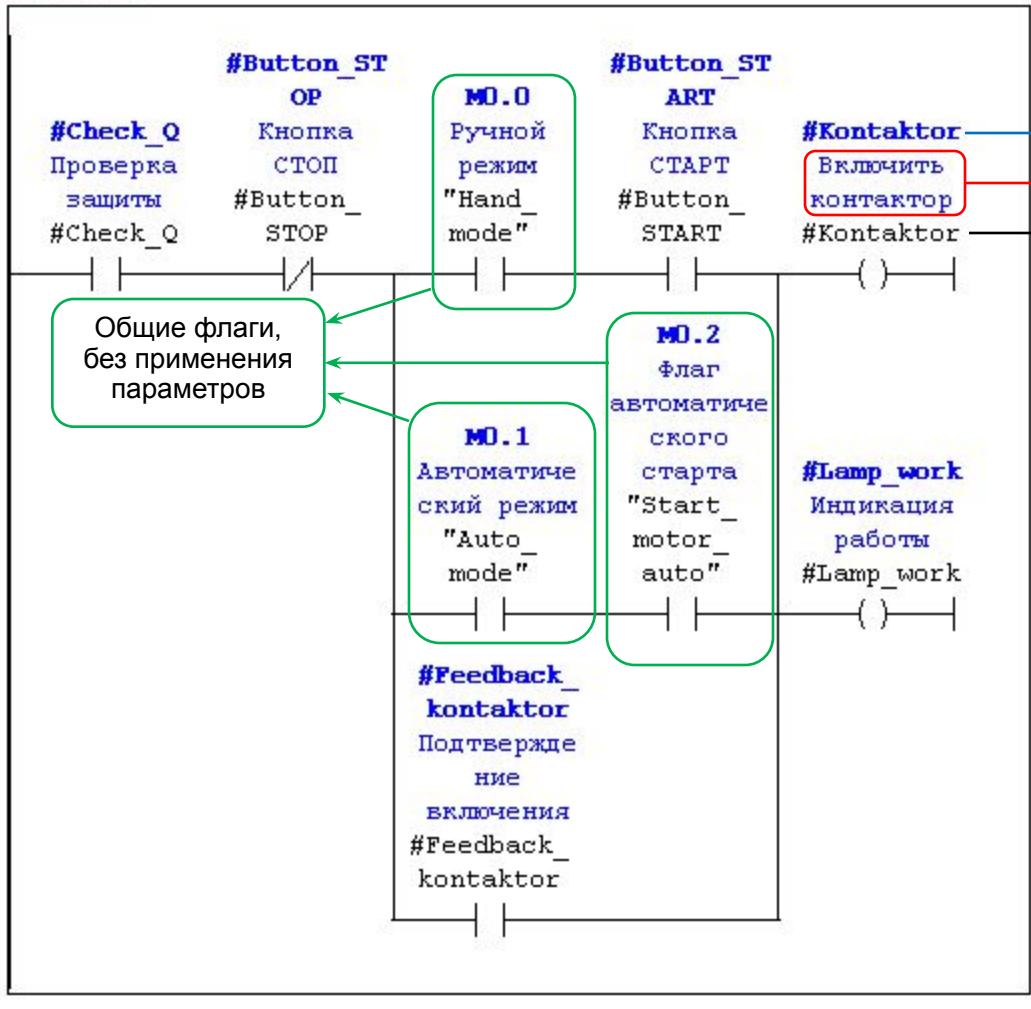 #Check_Q
Проверка
защиты
#Check_Q
#Button_ST
OP
Кнопка
СТОП
#Button_
STOP
M0.0
Ручной
режим
"Hand_
mode"
#Button_ST
ART
Кнопка
СТАРТ
#Button_
START
#Kontaktor
Включить
контактор
#Kontaktor
( )
Общие флаги,
без применения
параметров
M0.1
Автоматиче
ский режим
"Auto_
mode"
M0.2
Флаг
автоматиче
ского
старта
"Start_
motor_
auto"
#Lamp_work
Индикация
работы
#Lamp_work
( )
#Feedback_
kontaktor
Подтвержде
ние
включения
#Feedback_
kontaktor